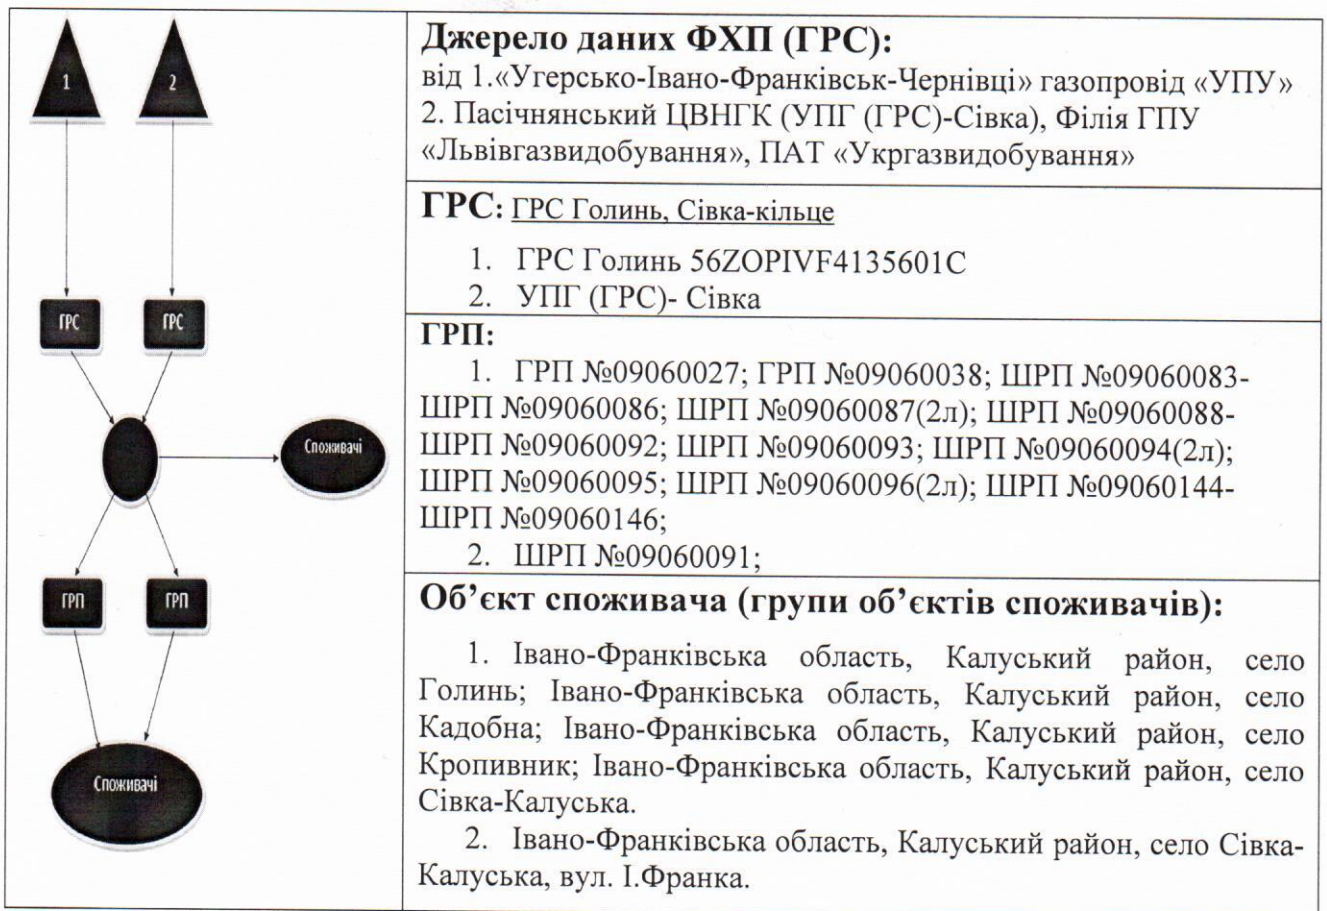 1
2
ГРС
ГРС
Споживачі
ГРП
ГРП
Споживачі
Джерело даних ФХП (ГРС):
від 1.«Угерсько-Івано-Франківськ-Чернівці» газопровід «УПУ»
2. Пасічнянський ЦВНГК (УПГ (ГРС)-Сівка), Філія ГПУ
«Львівгазвидобування», ПАТ «Укргазвидобування»
ГРС: ГРС Голинь, Сівка-кільце
1. ГРС Голинь 56ZOPIVF4135601C
2. УПГ (ГРС)- Сівка
ГРП:
1. ГРП №09060027; ГРП №09060038; ШРП №09060083-
ШРП №09060086; ШРП №09060087(2л); ШРП №09060088-
ШРП №09060092; ШРП №09060093; ШРП №09060094(2л);
ШРП №09060095; ШРП №09060096(2л); ШРП №09060144-
ШРП №09060146;
2. ШРП №09060091;
Об’єкт споживача (групи об’єктів споживачів):
1. Івано-Франківська область, Калуський район, село
Голинь; Івано-Франківська область, Калуський район, село
Кадобна; Івано-Франківська область, Калуський район, село
Кропивник; Івано-Франківська область, Калуський район, село
Сівка-Калуська.
2. Івано-Франківська область, Калуський район, село Сівка-
Калуська, вул. І.Франка.